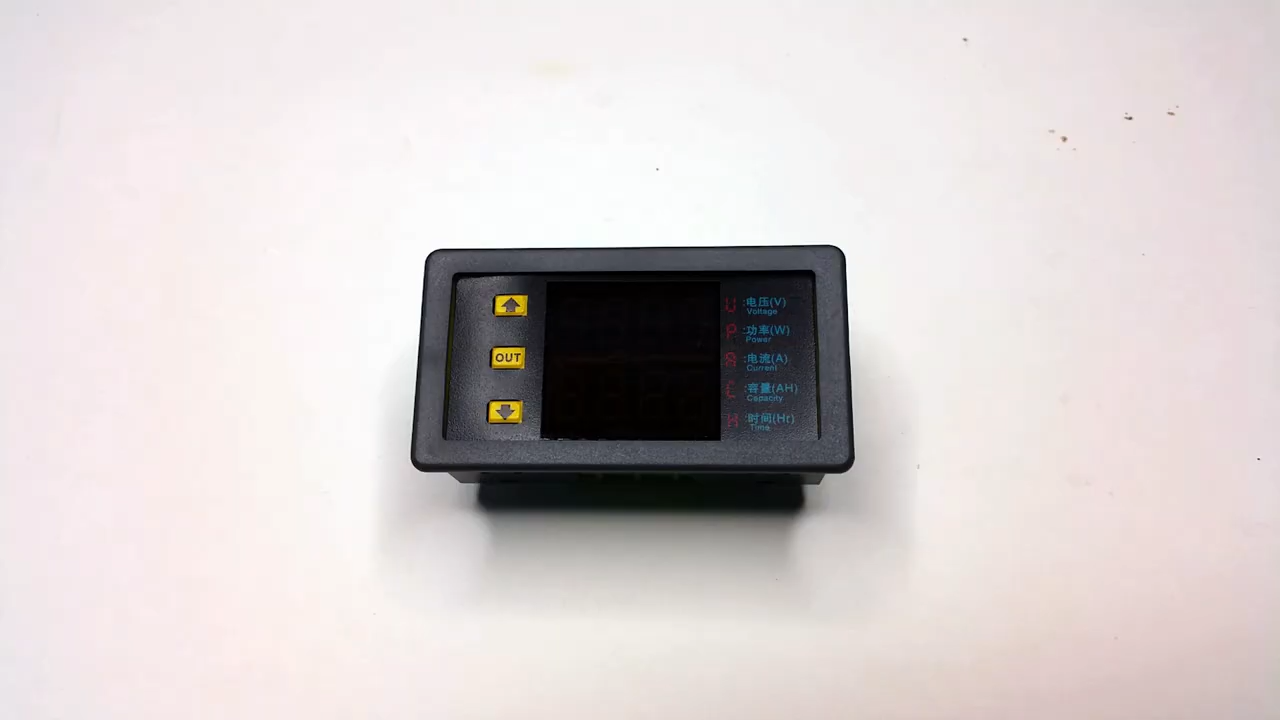 OUT
U :电压(V)
Voltage
P :功率(W)
Power
A :电流(A)
Current
C :容量(AH)
Capacity
H :时间(Hr)
Time